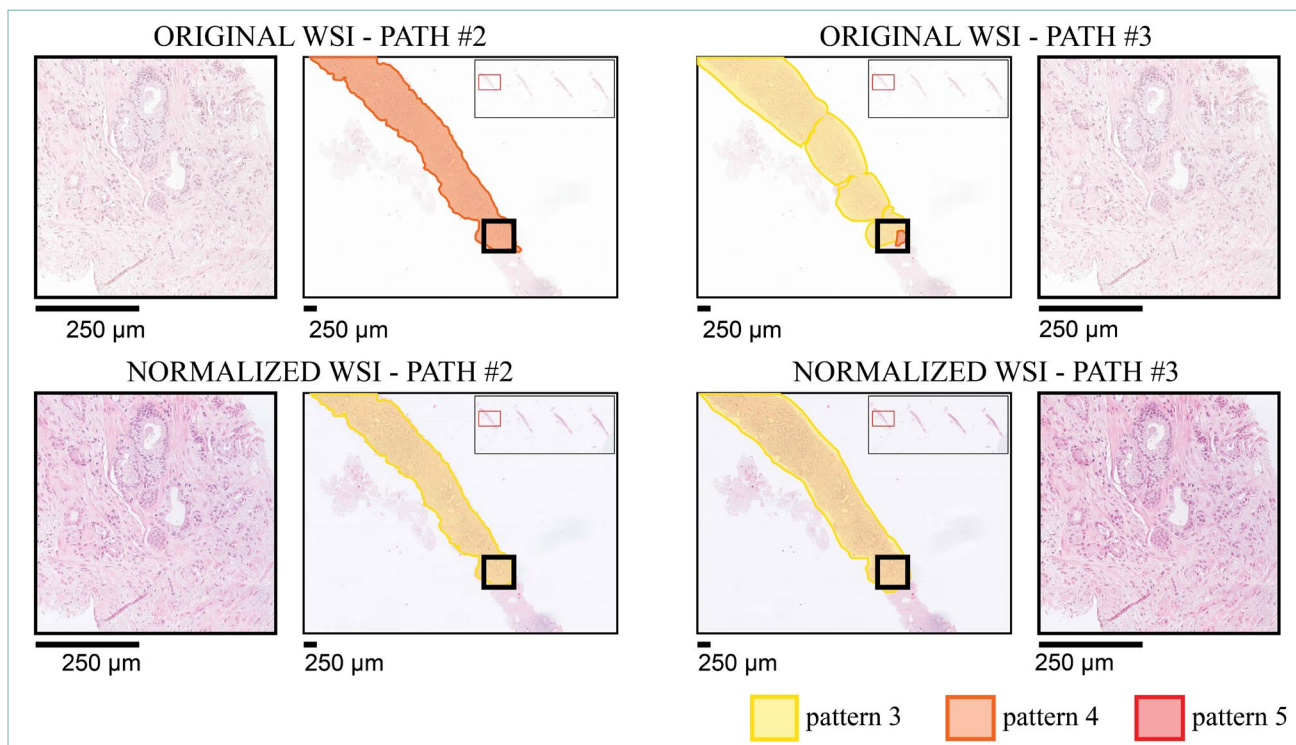 ORIGINAL WSI - PATH #2
ORIGINAL WSI - PATH #3
250 µm
250 µm
250 µm
250 µm
NORMALIZED WSI - PATH #2
NORMALIZED WSI - PATH #3
250 µm
250 µm
250 µm
250 µm
pattern 3
pattern 4
pattern 5